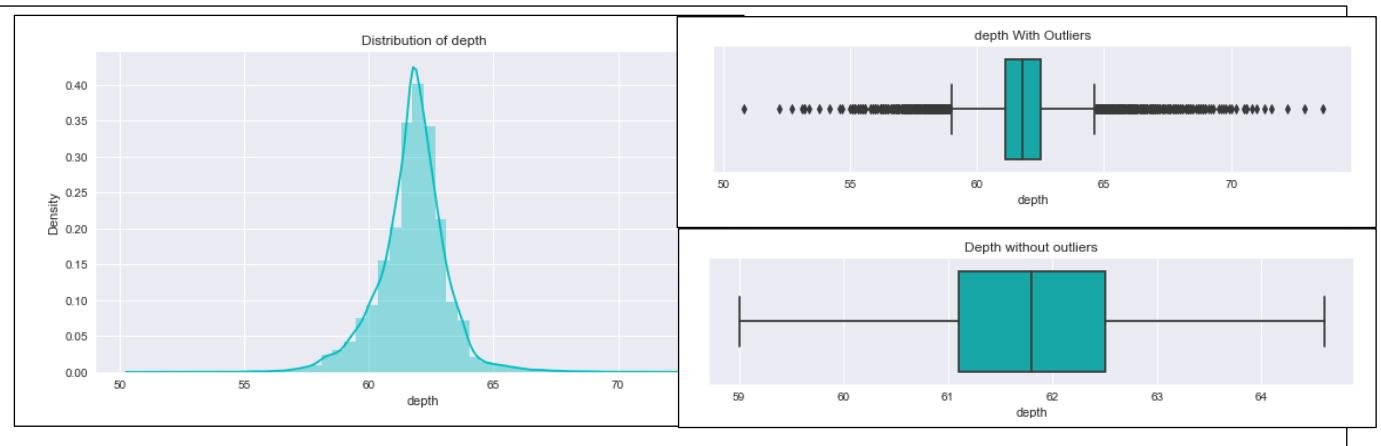 Distribution of depth
0.40
0.35
0.30
0.25
0.20
0.15
0.10
0.05
0.00
Density
50 55 60 65 70
depth
depth With Outliers
50 55 60 65 70
depth
Depth without outliers
59 60 61 62 63 64
depth